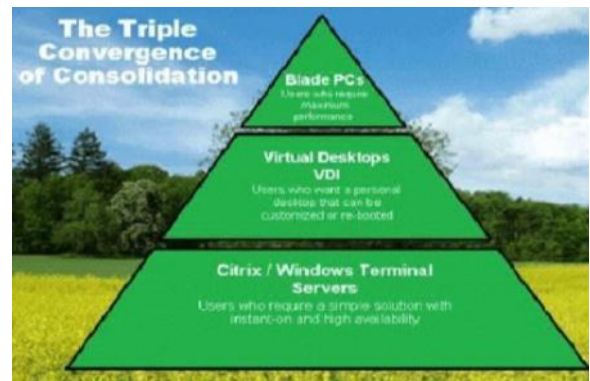 The Triple
Convergence
of Consolidation
Blade PCs
Users who require
maximum
performance
Virtual Desktops
VDI
Users who want a personal
desktop that can be
customized or re-booted
Citrix / Windows Terminal
Servers
Users who require a simple solution with
instant-on and high availability